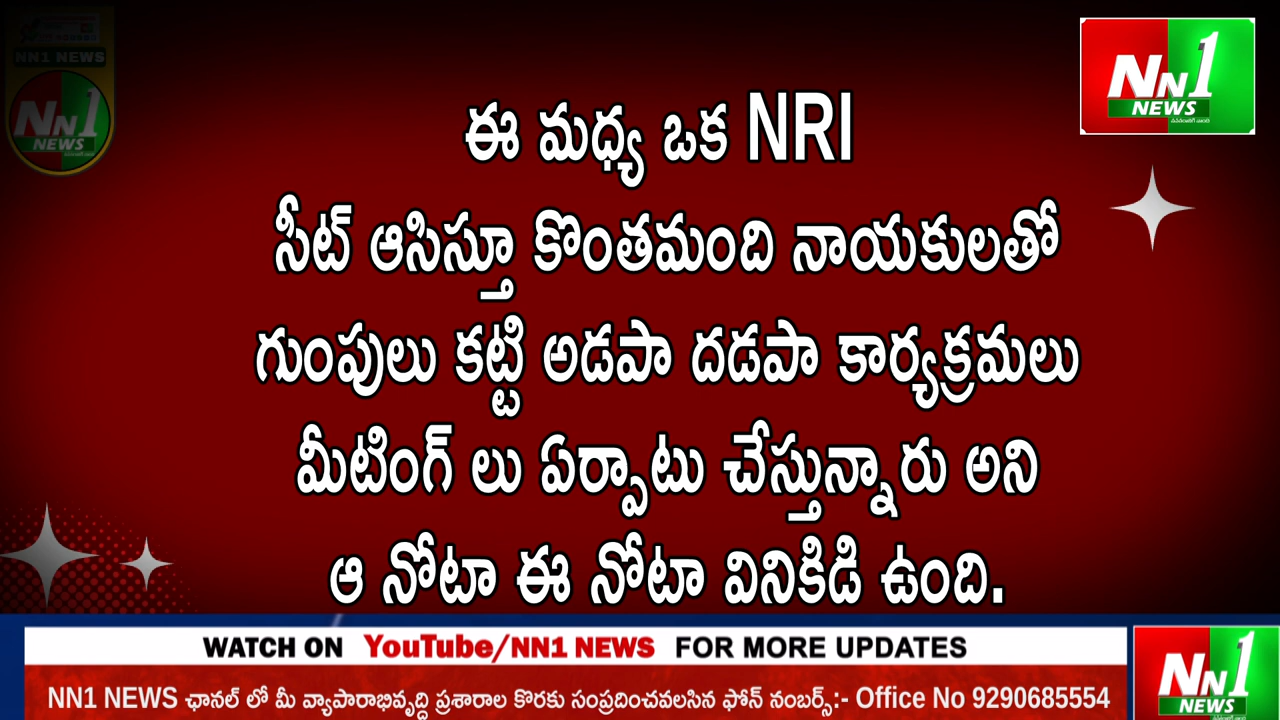 NN1 NEWS
NN1
NEWS
NN1
NEWS
ఈ మధ్య ఒక NRI
సీట్ ఆసిస్తూ కొంతమంది నాయకులతో
గుంపులు కట్టి అడపా దడపా కార్యక్రమలు
మీటింగ్ లు ఏర్పాటు చేస్తున్నారు అని
ఆ నోటా ఈ నోటా వినికిడి ఉంది.
WATCH ON YouTube/NN1 NEWS FOR MORE UPDATES
NN1 NEWS ఛానల్ లో మీ వ్యాపారాభివృద్ధి ప్రశారాల కొరకు సంప్రదించవలసిన ఫోన్ నంబర్స్:- Office No 9290685554
NN1
NEWS